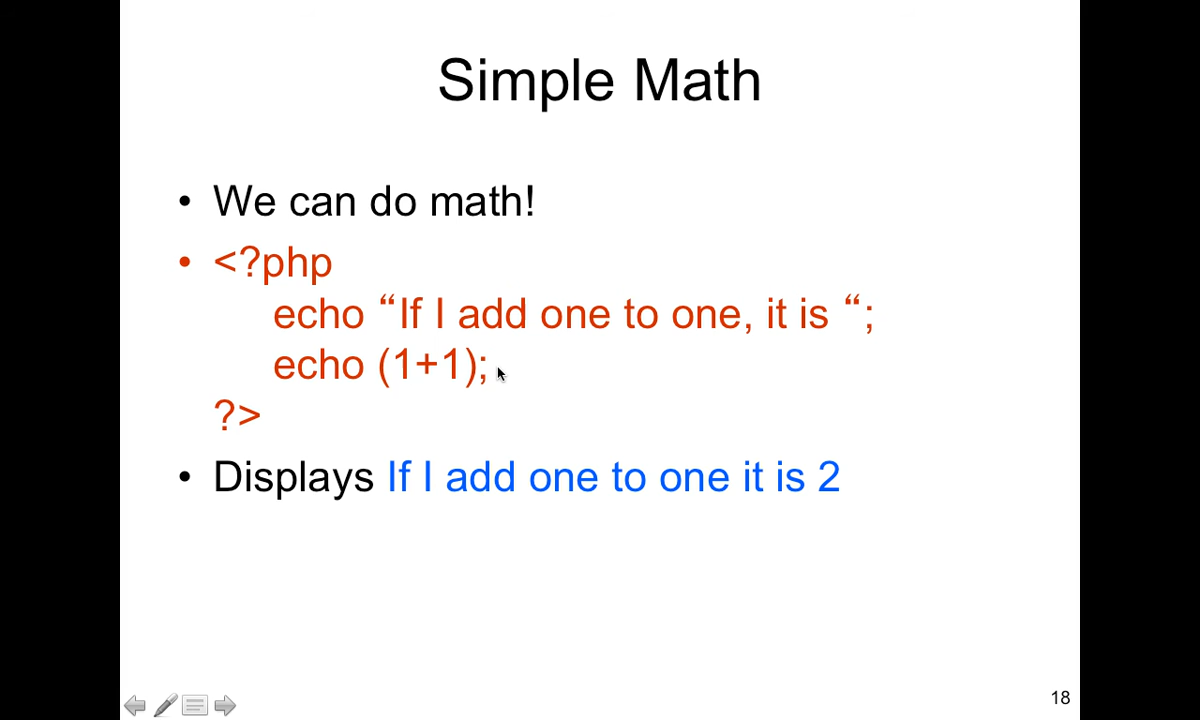 Simple Math
• We can do math!
• <?php
echo “If I add one to one, it is “;
echo (1+1);
?>
• Displays If I add one to one it is 2
18